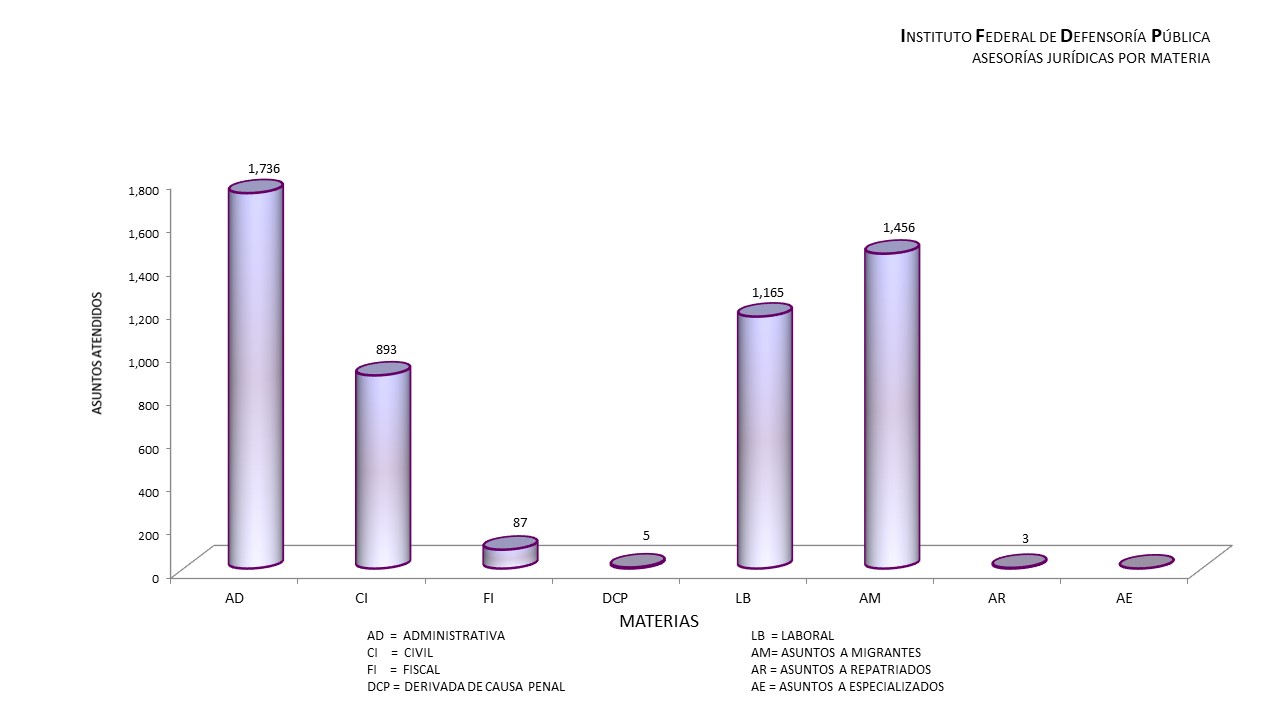 INSTITUTO FEDERAL DE DEFENSORÍA PÚBLICA
ASESORÍAS JURÍDICAS POR MATERIA
1,736
1,456
1,165
893
87
5
3
1,800
1,600
1,400
1,200
1,000
800
600
400
200
0
ASUNTOS ATENDIDOS
AD CI FI DCP LB AM AR AE
MATERIAS
AD = ADMINISTRATIVA
CI = CIVIL
FI = FISCAL
DCP = DERIVADA DE CAUSA PENAL
LB = LABORAL
AM= ASUNTOS A MIGRANTES
AR = ASUNTOS A REPATRIADOS
AE = ASUNTOS A ESPECIALIZADOS